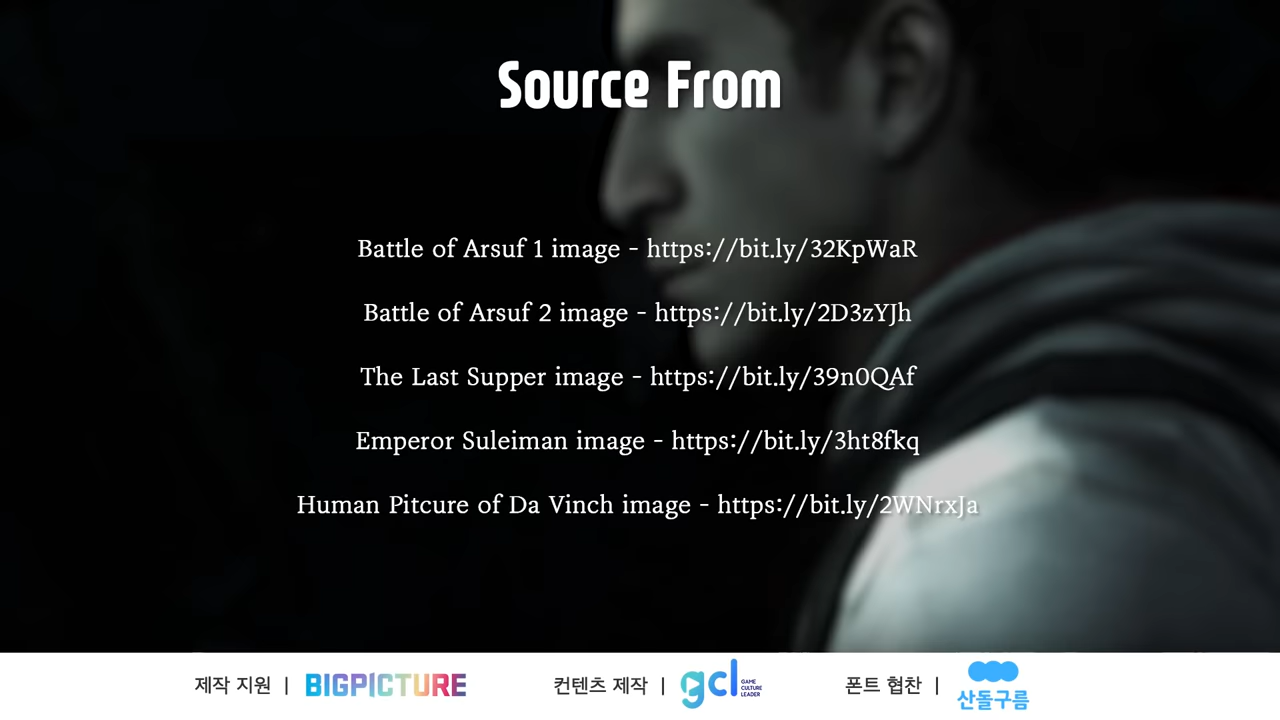 Source From
Battle of Arsuf 1 image - https://bit.ly/32KpWaR
Battle of Arsuf 2 image - https://bit.ly/2D3zYJh
The Last Supper image - https://bit.ly/39n0QAf
Emperor Suleiman image - https://bit.ly/3ht8fkq
Human Pitcure of Da Vinch image - https://bit.ly/2WNrxJa
제작 지원 | BIGPICTURE 컨텐츠 제작 | gcl GAME CULTURE LEADER 폰트 협찬 | 산돌구름